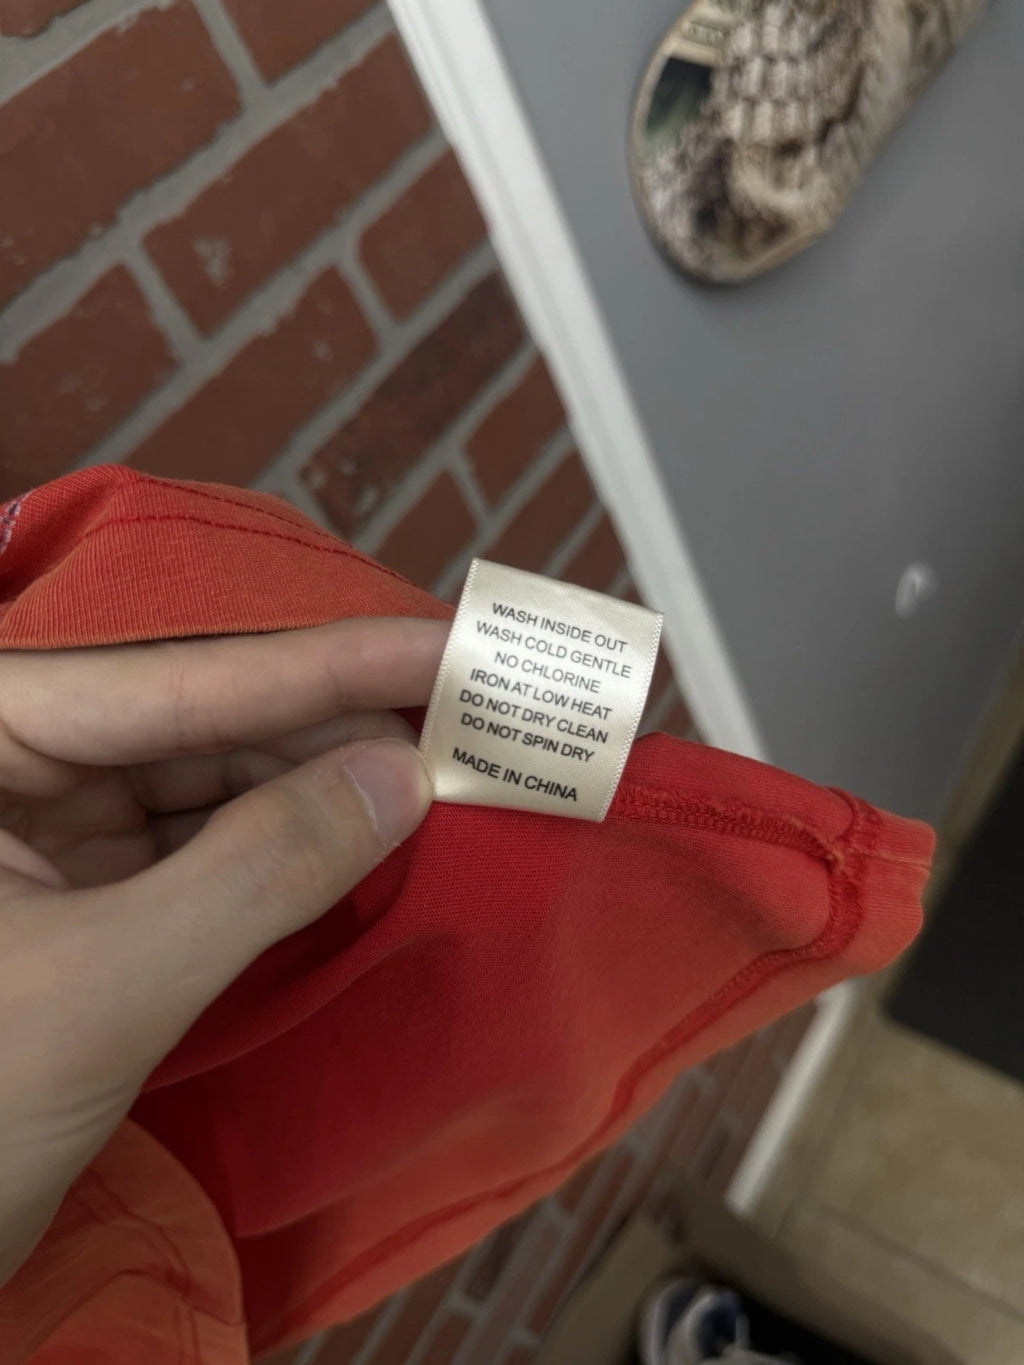 WASH INSIDE OUT
WASH COLD GENTLE
NO CHLORINE
IRON AT LOW HEAT
DO NOT DRY CLEAN
DO NOT SPIN DRY
MADE IN CHINA